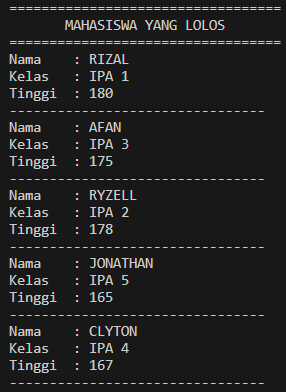 ==================================
MAHASISWA YANG LOLOS
==================================
Nama    : RIZAL
Kelas   : IPA 1
Tinggi  : 180
--------------------------------
Nama    : AFAN
Kelas   : IPA 3
Tinggi  : 175
--------------------------------
Nama    : RYZELL
Kelas   : IPA 2
Tinggi  : 178
--------------------------------
Nama    : JONATHAN
Kelas   : IPA 5
Tinggi  : 165
--------------------------------
Nama    : CLYTON
Kelas   : IPA 4
Tinggi  : 167
--------------------------------